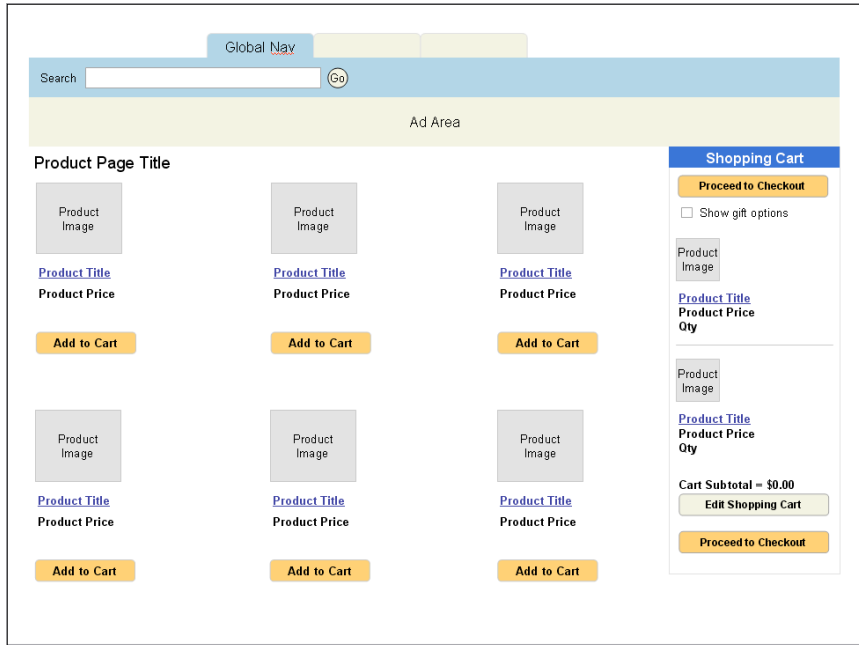 Global Nav
Search
Go
Ad Area
Product Page Title
Product
Image
Product Title
Product Price
Add to Cart
Product
Image
Product Title
Product Price
Add to Cart
Product
Image
Product Title
Product Price
Add to Cart
Product
Image
Product Title
Product Price
Add to Cart
Product
Image
Product Title
Product Price
Add to Cart
Product
Image
Product Title
Product Price
Add to Cart
Shopping Cart
Proceed to Checkout
Show gift options
Product
Image
Product Title
Product Price
Qty
Product
Image
Product Title
Product Price
Qty
Cart Subtotal = $0.00
Edit Shopping Cart
Proceed to Checkout